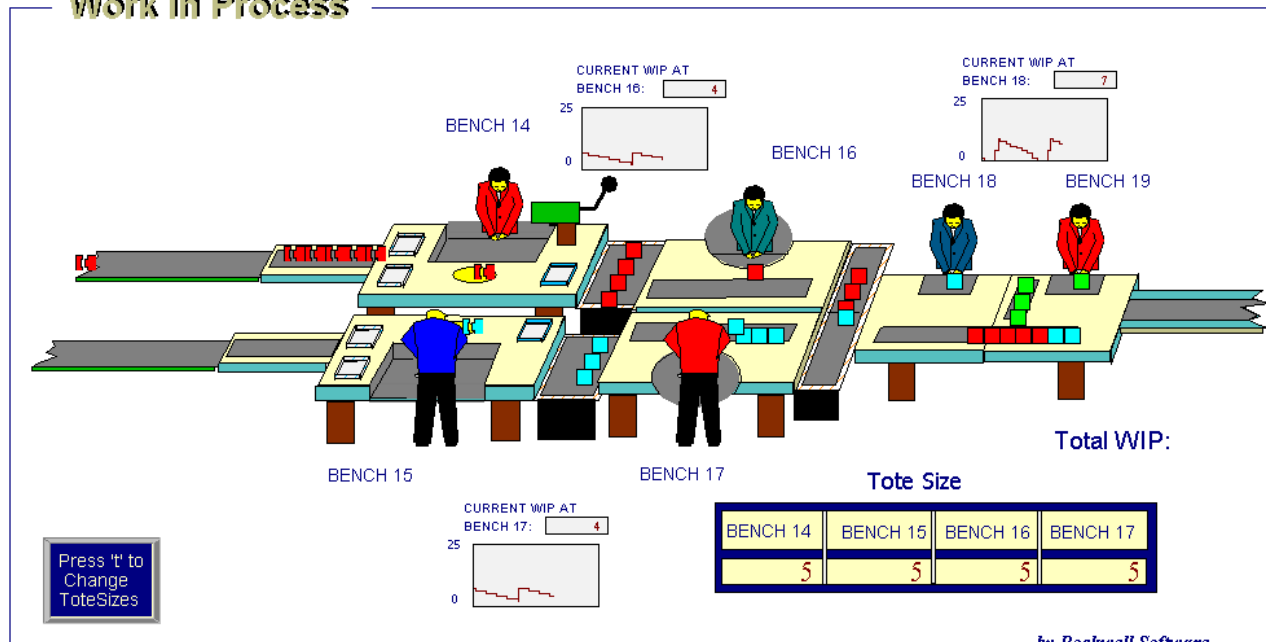 Work In Process
CURRENT WIP AT
BENCH 16: 4
25
0
CURRENT WIP AT
BENCH 18: 7
25
0
BENCH 14
BENCH 16
BENCH 18
BENCH 19
BENCH 15
BENCH 17
Total WIP:
Tote Size
BENCH 14 BENCH 15 BENCH 16 BENCH 17
5 5 5 5
CURRENT WIP AT
BENCH 17: 4
25
0
Press 't' to
Change
ToteSizes
by Rockwell Software